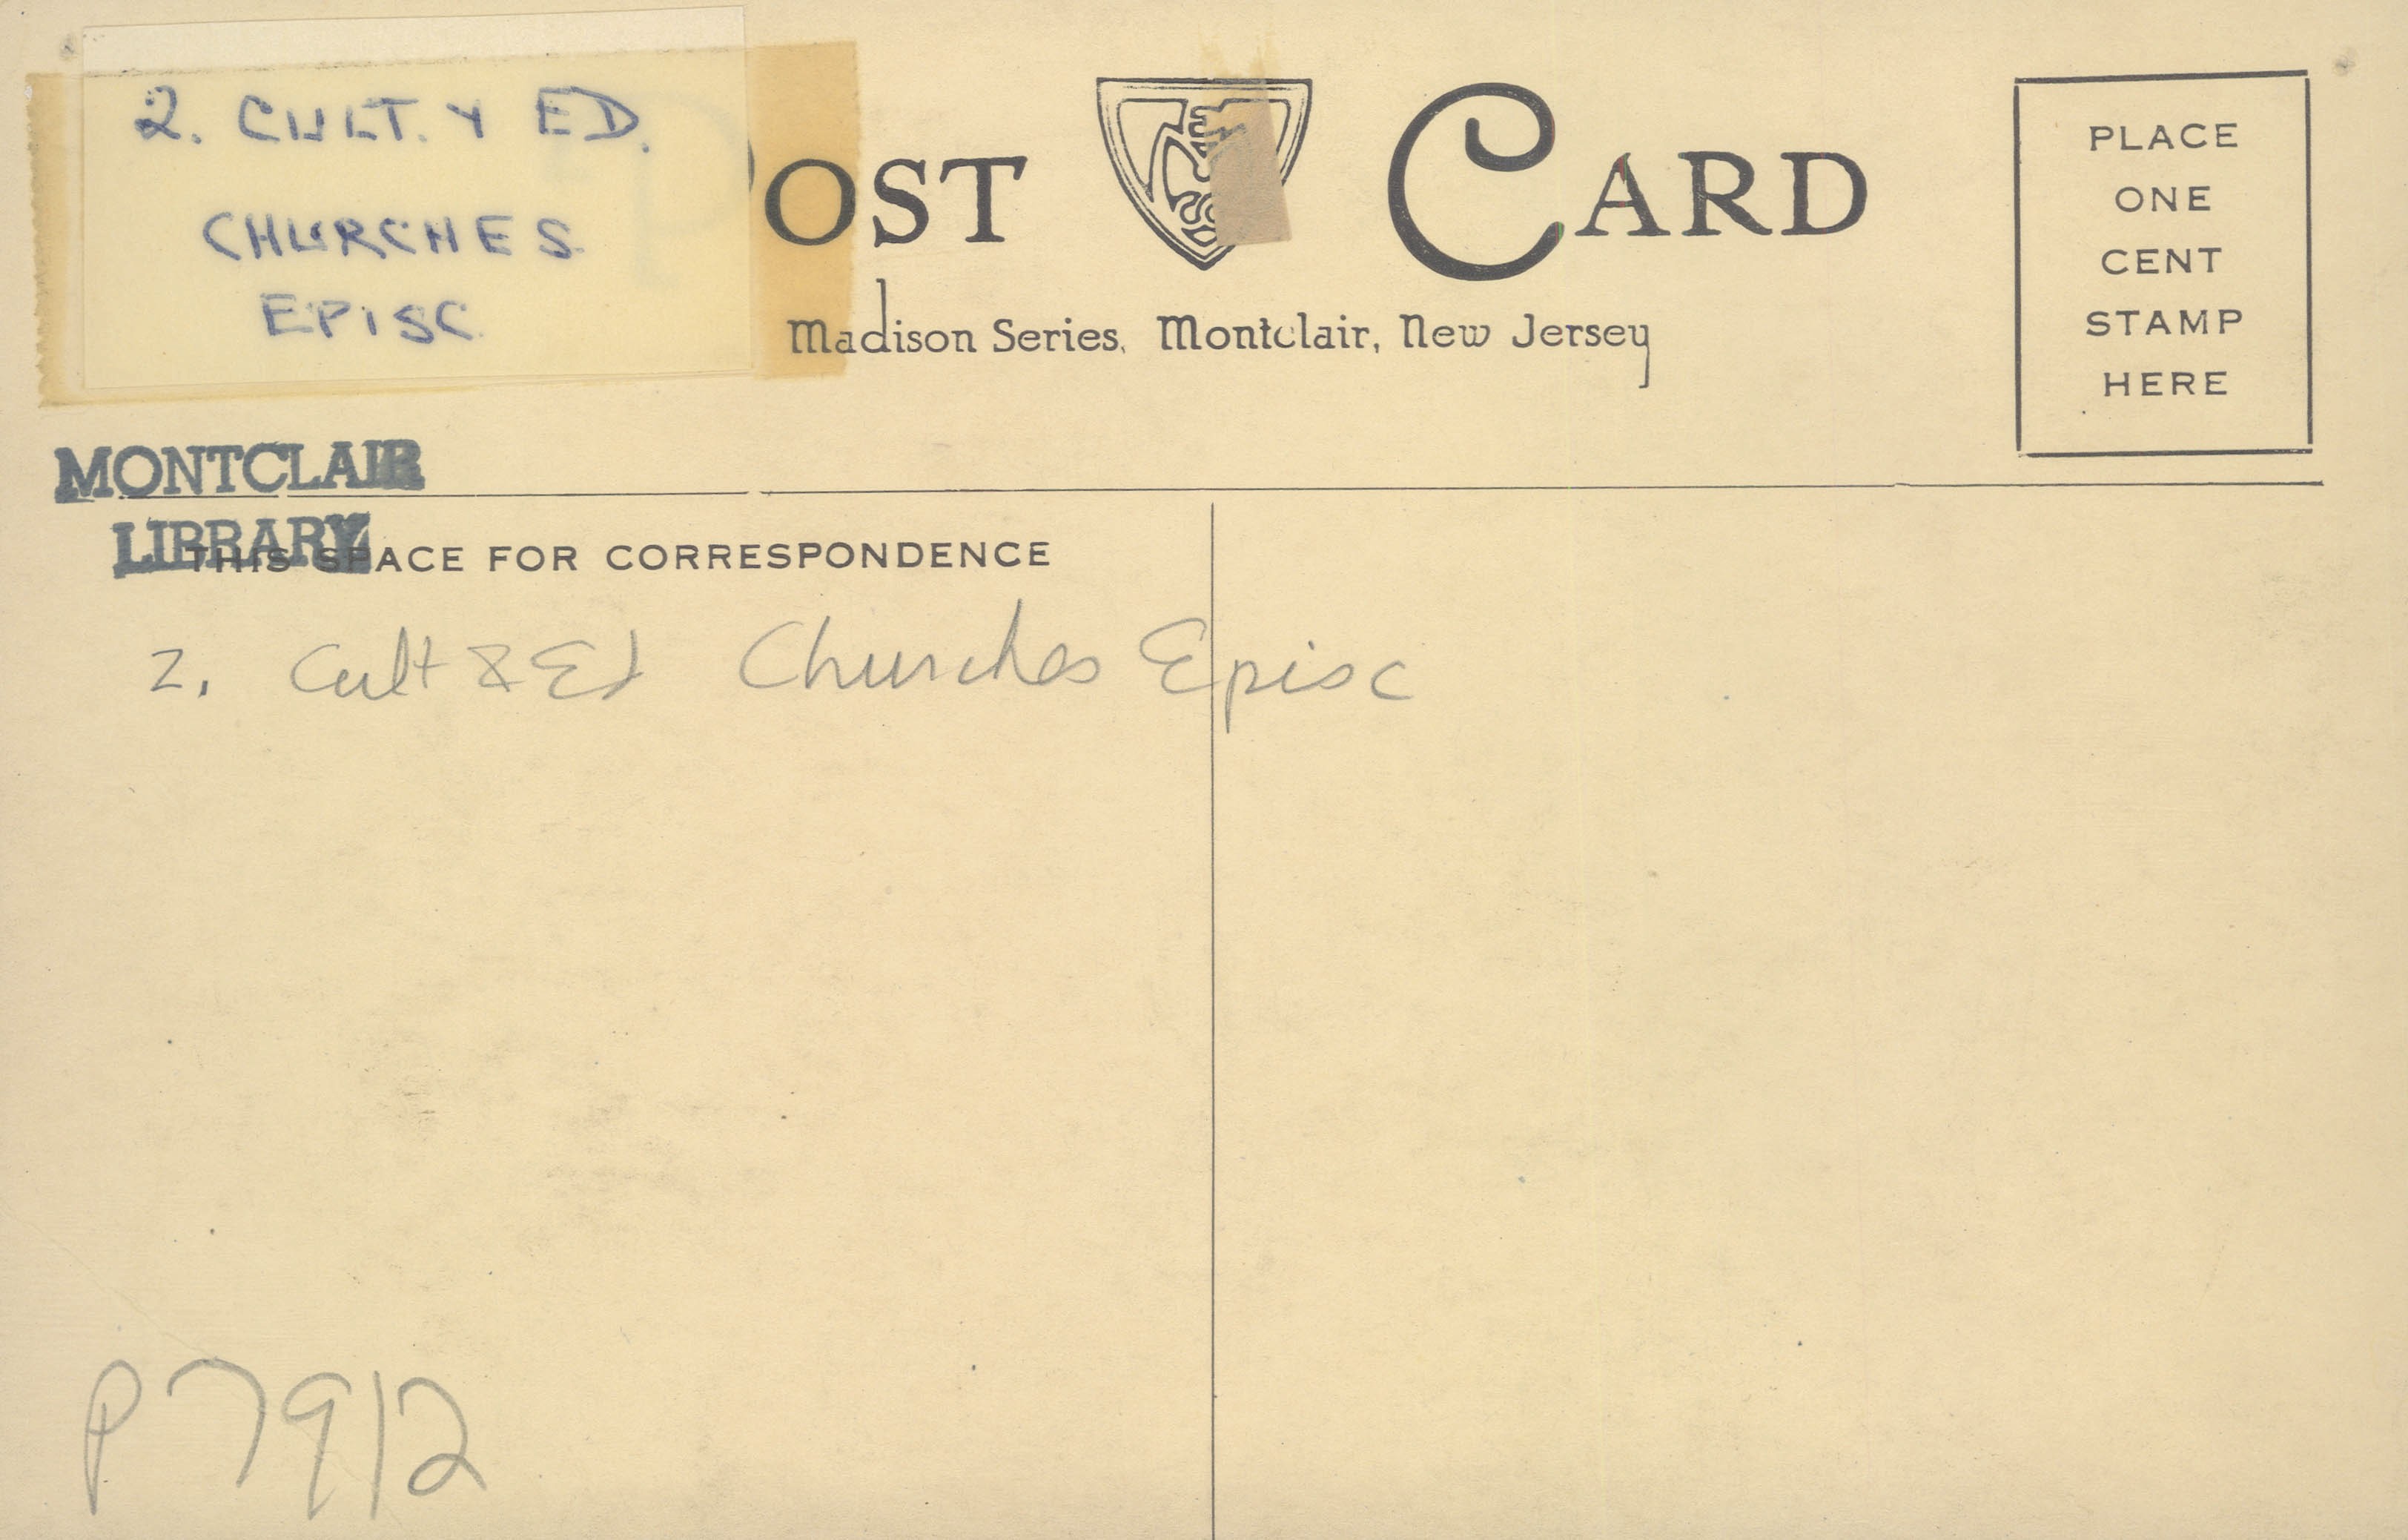 2. CULT. Y ED.
CHURCHES
EPISC.
POST CARD
Madison Series, Montclair, New Jersey
PLACE
ONE
CENT
STAMP
HERE
MONTCLAIR
LIBRARY
THIS SPACE FOR CORRESPONDENCE
2. Cult & Ed Churches Episc
P7912